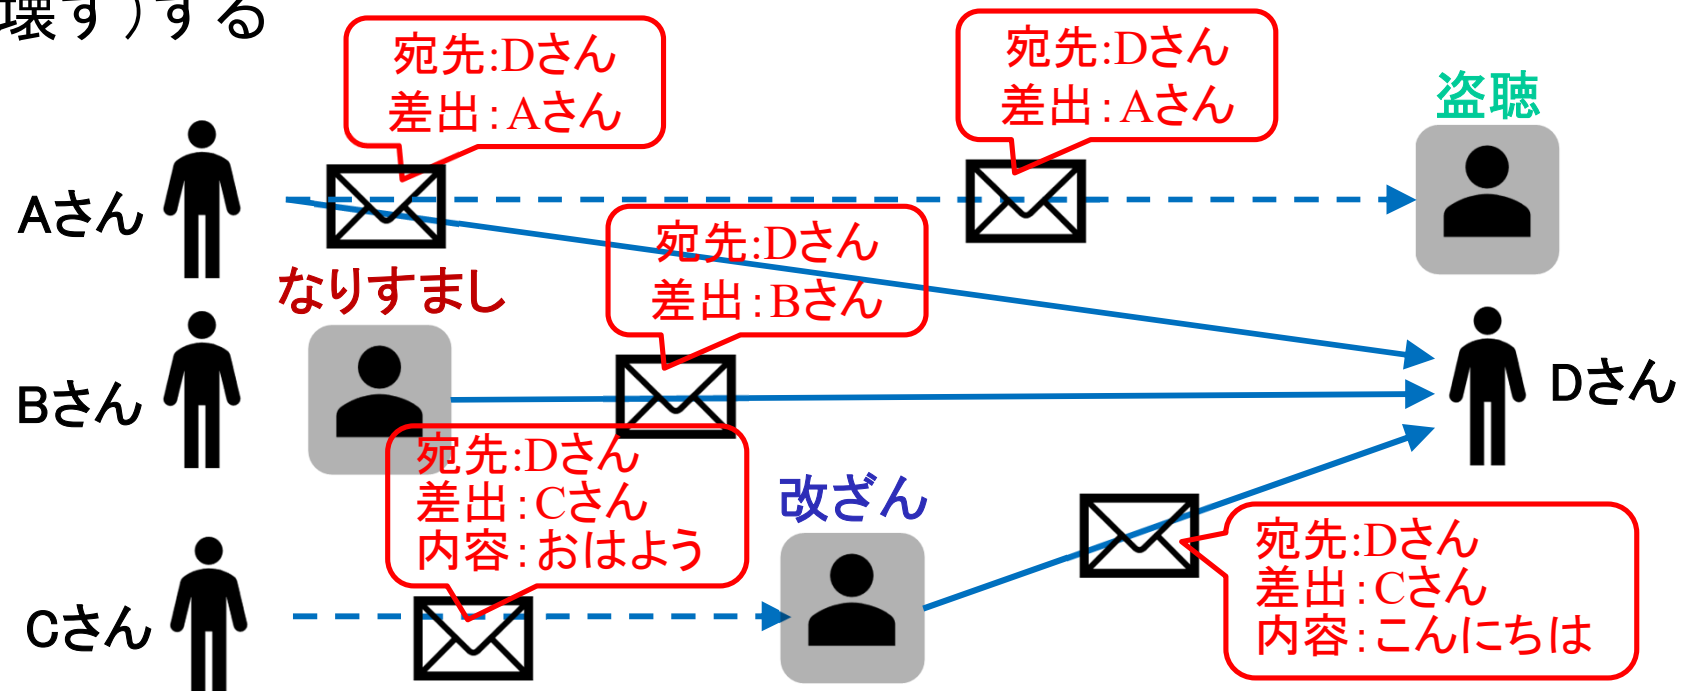 壊す）する
宛先:Dさん
差出:Aさん
宛先:Dさん
差出:Aさん
盗聴
Aさん
宛先:Dさん
差出:Bさん
なりすまし
Bさん
Dさん
宛先:Dさん
差出:Cさん
内容:おはよう
改ざん
宛先:Dさん
差出:Cさん
内容:こんにちは
Cさん